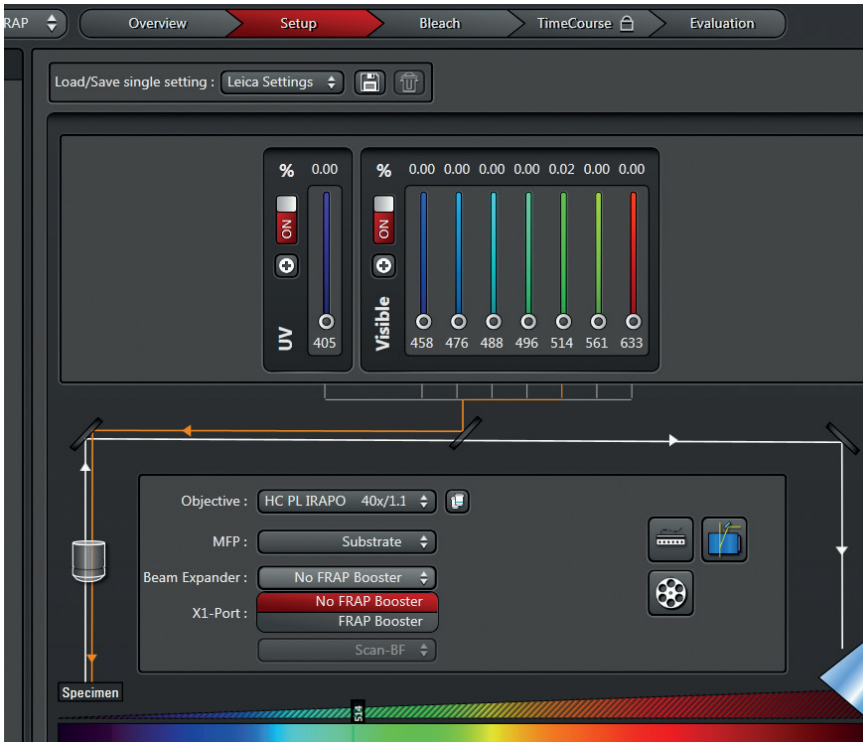 RAP Overview Setup Bleach TimeCourse Evaluation
Load/Save single setting : Leica Settings
% 0.00 % 0.00 0.00 0.00 0.00 0.02 0.00 0.00
ON ON
UV Visible
405 458 476 488 496 514 561 633
Objective : HC PL IRAPO 40x/1.1
MFP : Substrate
Beam Expander : No FRAP Booster
No FRAP Booster
X1-Port :
FRAP Booster
Scan-BF
Specimen
514